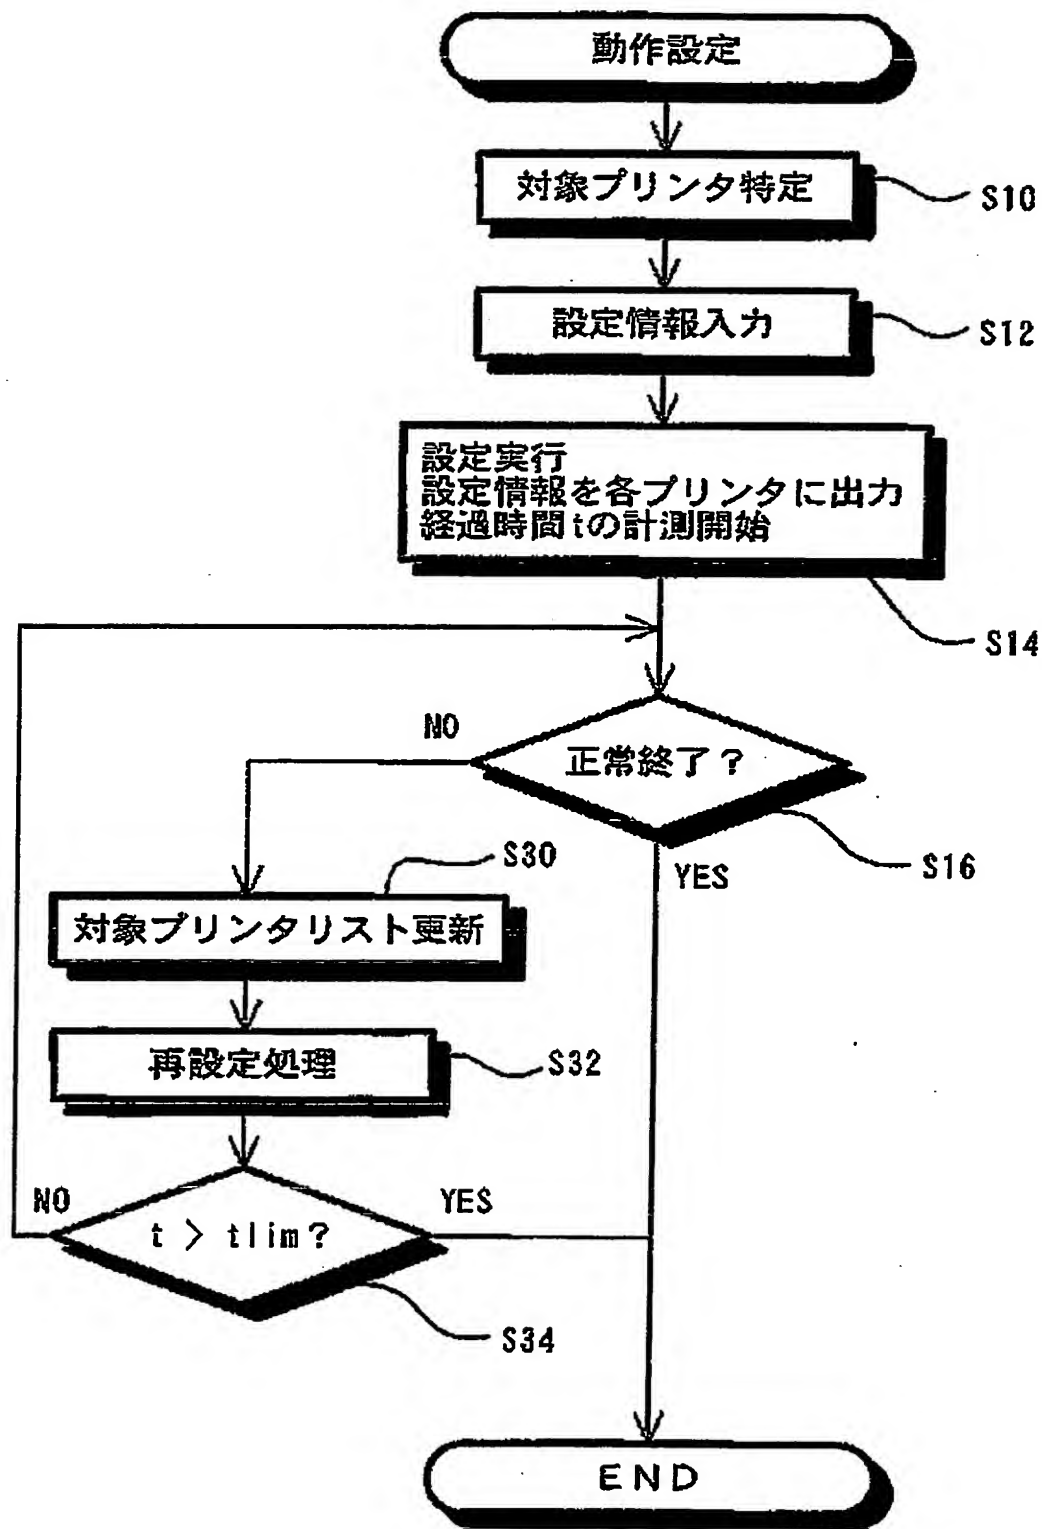 動作設定
対象プリンタ特定
S10
設定情報入力
S12
設定実行
設定情報を各プリンタに出力
経過時間tの計測開始
S14
正常終了？
NO
YES
S16
S30
対象プリンタリスト更新
再設定処理
S32
t > tlim?
NO
YES
S34
END